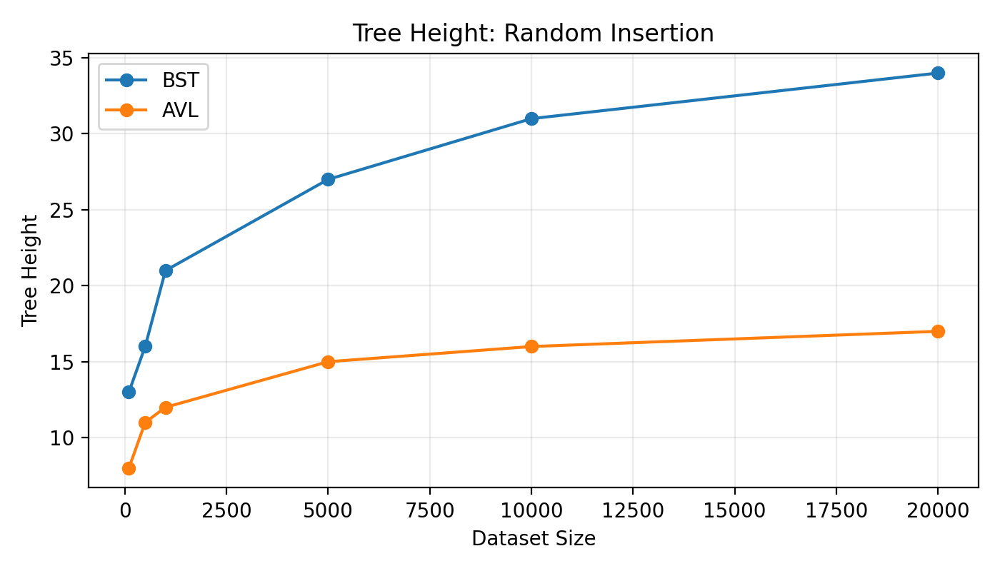 Tree Height: Random Insertion
BST
AVL
35
30
25
20
15
10
Tree Height
0 2500 5000 7500 10000 12500 15000 17500 20000
Dataset Size